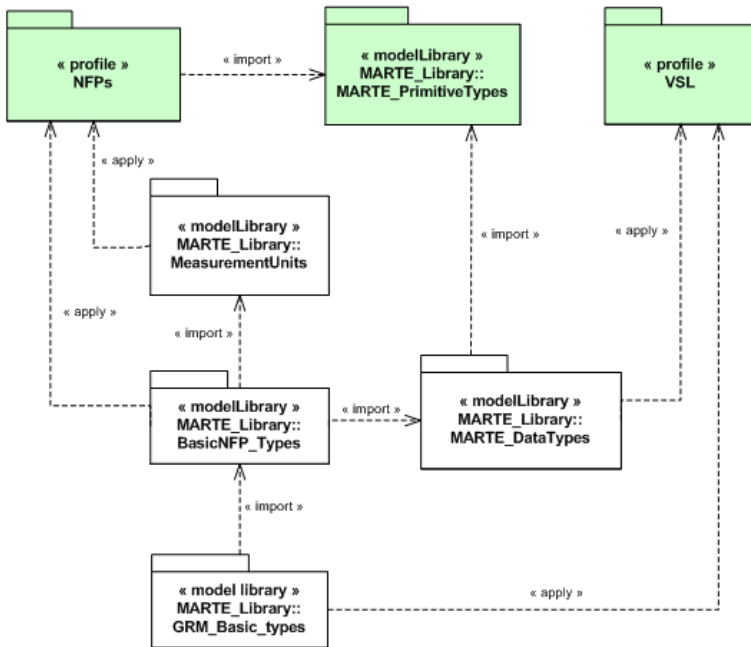 « profile »
NFPs
« import »
« modelLibrary »
MARTE_Library::
MARTE_PrimitiveTypes
« profile »
VSL
« apply »
« modelLibrary »
MARTE_Library::
MeasurementUnits
« import »
« apply »
« apply »
« import »
« modelLibrary »
MARTE_Library::
BasicNFP_Types
« import »
« modelLibrary »
MARTE_Library::
MARTE_DataTypes
« import »
« model library »
MARTE_Library::
GRM_Basic_types
« apply »